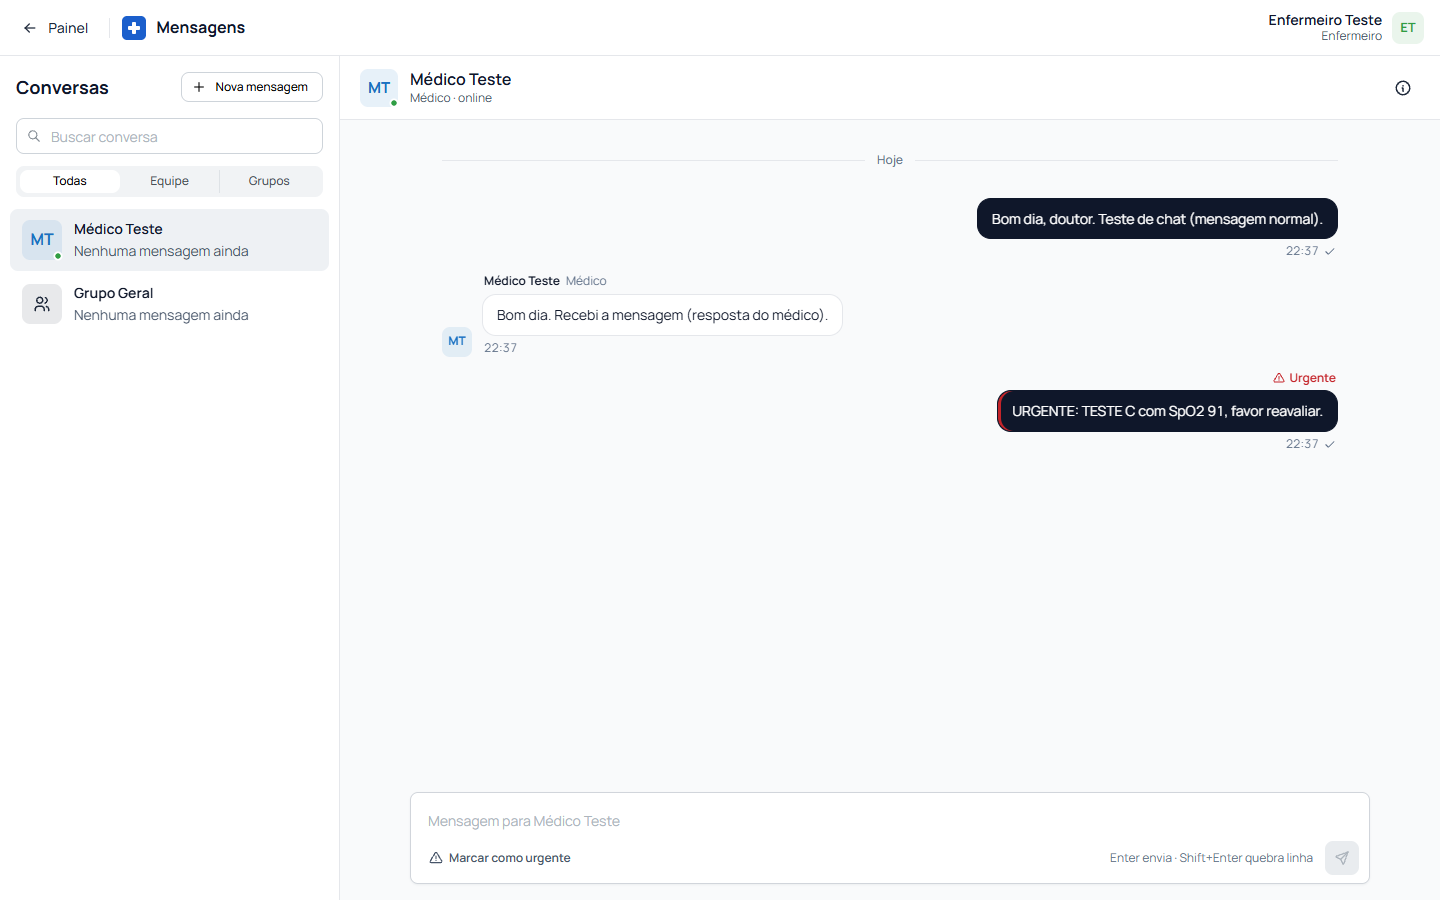 Painel
Mensagens
Enfermeiro Teste
Enfermeiro
ET
Conversas
Nova mensagem
Buscar conversa
Todas
Equipe
Grupos
MT
Médico Teste
Nenhuma mensagem ainda
Grupo Geral
Nenhuma mensagem ainda
MT
Médico Teste
Médico · online
Hoje
Bom dia, doutor. Teste de chat (mensagem normal).
22:37
Médico Teste Médico
Bom dia. Recebi a mensagem (resposta do médico).
MT
22:37
Urgente
URGENTE: TESTE C com SpO2 91, favor reavaliar.
22:37
Mensagem para Médico Teste
Marcar como urgente
Enter envia · Shift+Enter quebra linha